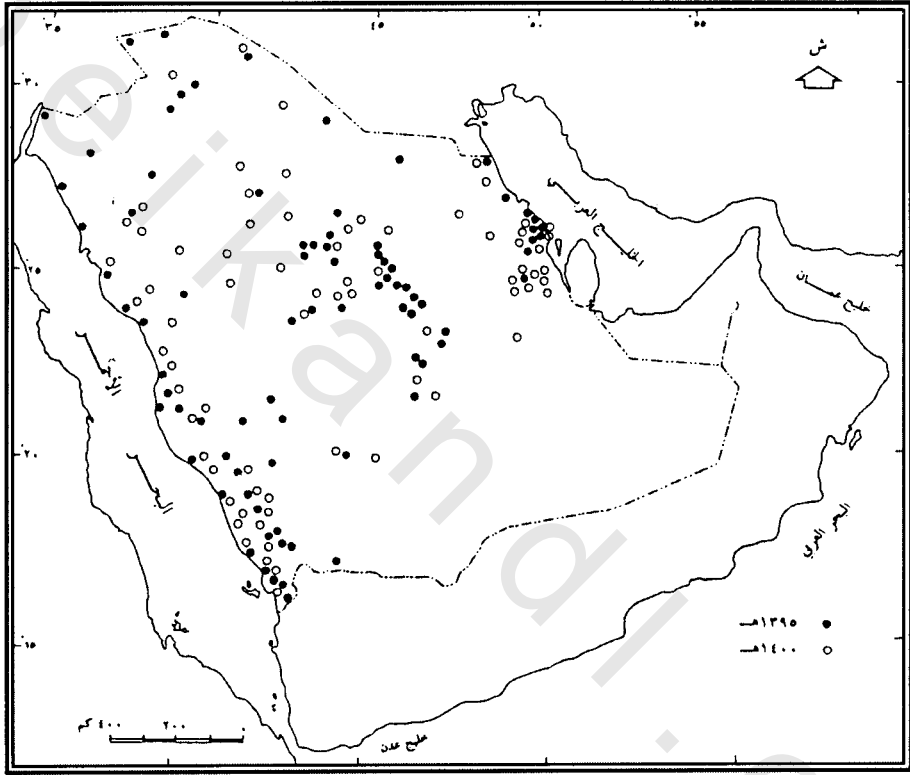 ٣٥
٤٥
٥٠
٥٥
ش
٣٠
الخليج العربي
٢٥
خليج عمان
البحر
٢٠
الأحمر
البحر العربي
١٣٩٥هـ
١٤٠٠هـ
١٥
٤٠٠ كم
٢٠٠
٠
خليج عدن
eikandl